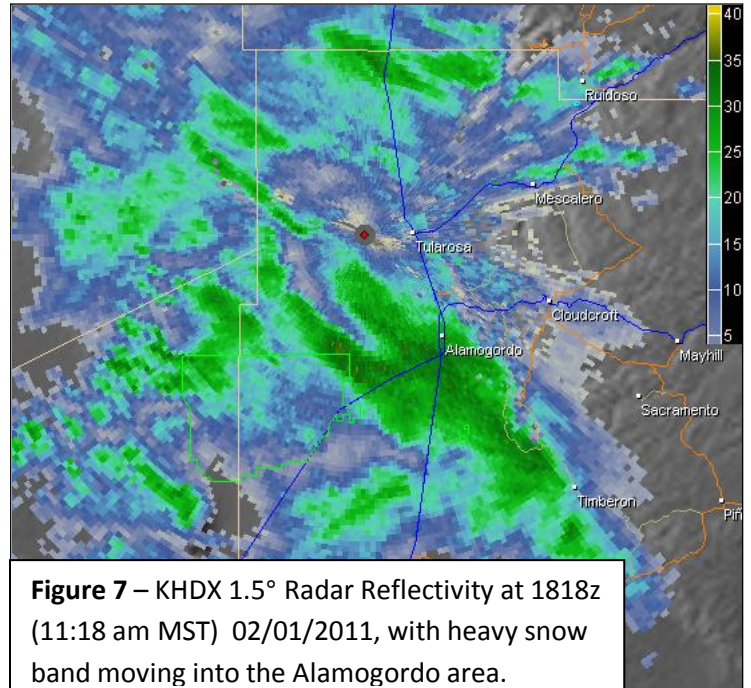 40
35
30
25
20
15
10
5
Ruidoso
Mescalero
Tularosa
Cloudcroft
Alamogordo
Mayhill
Sacramento
Timberon
Piñ
Figure 7 – KHDX 1.5° Radar Reflectivity at 1818z
(11:18 am MST) 02/01/2011, with heavy snow
band moving into the Alamogordo area.